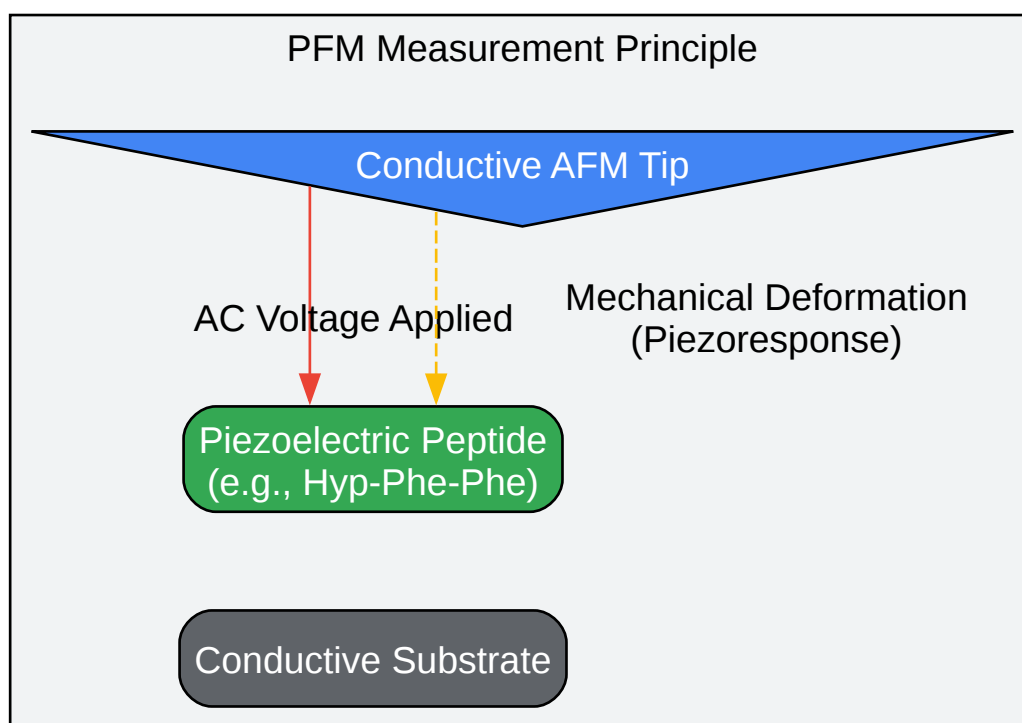 PFM Measurement Principle
Conductive AFM Tip
AC Voltage Applied
Mechanical Deformation
(Piezoresponse)
Piezoelectric Peptide
(e.g., Hyp-Phe-Phe)
Conductive Substrate